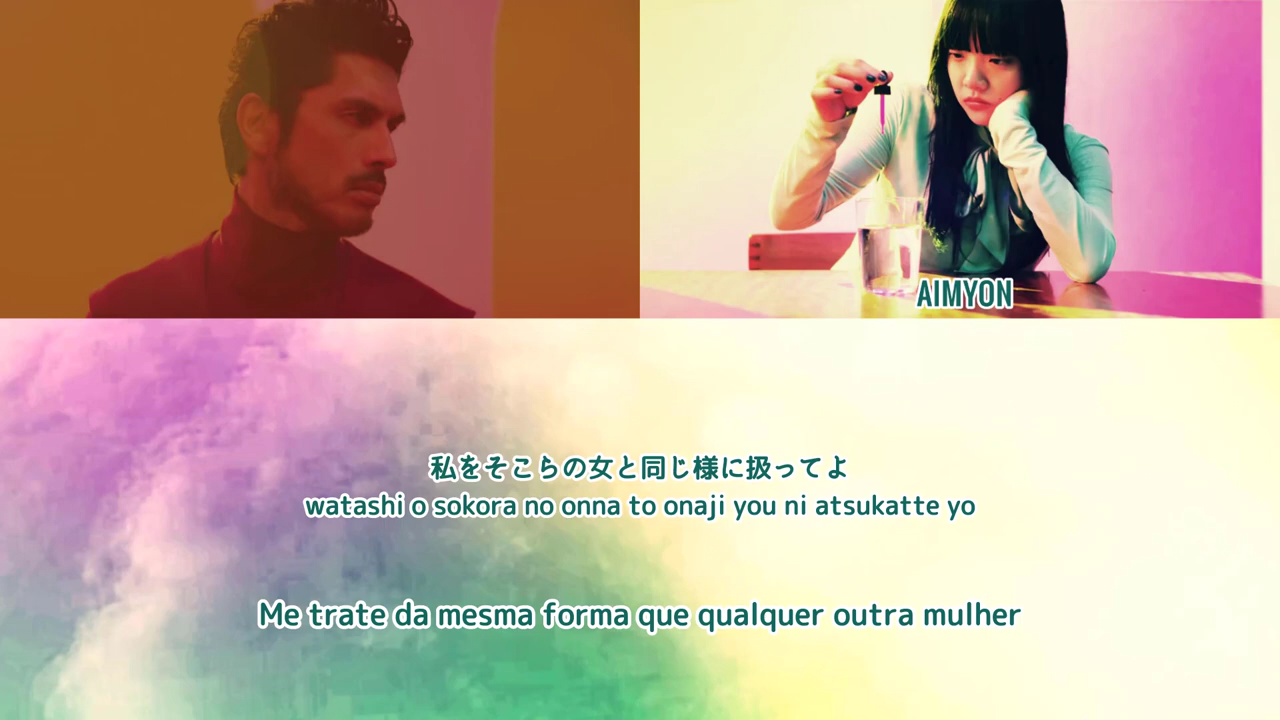 AIMYON
私をそこらの女と同じ様に扱ってよ
watashi o sokora no onna to onaji you ni atsukatte yo
Me trate da mesma forma que qualquer outra mulher